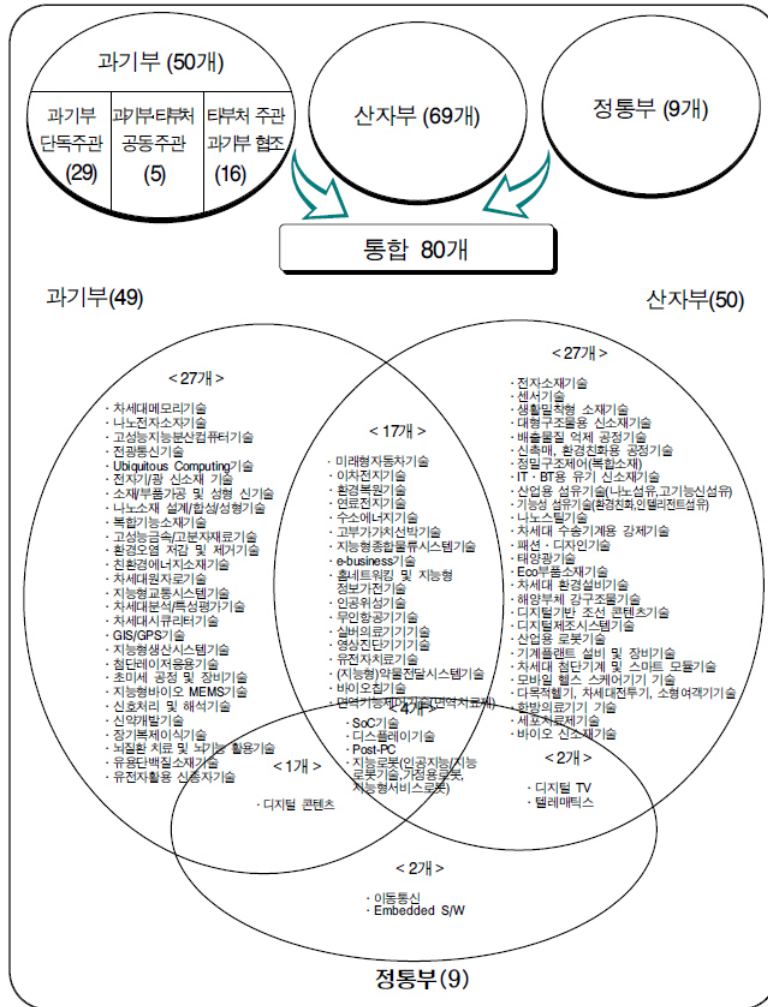 과기부 (50개)
과기부 단독주관 (29)
과기부·타부처 공동주관 (5)
타부처 주관 과기부 협조 (16)
산자부 (69개)
정통부 (9개)
통합 80개
과기부(49)
산자부(50)
<27개>
· 차세대메모리기술
· 나노전자소자기술
· 고성능지능분산컴퓨터기술
· 전광통신기술
· Ubiquitous Computing기술
· 전자기/광 신소재 기술
· 소재/부품가공 및 성형 신기술
· 나노소재 설계/합성/성형기술
· 복합기능소재기술
· 고성능금속/고분자재료기술
· 환경오염 저감 및 제거기술
· 친환경에너지소재기술
· 차세대원자로기술
· 지능형교통시스템기술
· 차세대분석/특성평가기술
· 차세대시큐리터기술
· GIS/GPS기술
· 지능형생산시스템기술
· 첨단레이저응용기술
· 초미세 공정 및 장비기술
· 지능형바이오 MEMS기술
· 신호처리 및 해석기술
· 신약개발기술
· 장기복제이식기술
· 뇌질환 치료 및 뇌기능 활용기술
· 유용단백질소재기술
· 유전자활용 신종자기술
<17개>
· 미래형자동차기술
· 이차전지기술
· 환경복원기술
· 연료전지기술
· 수소에너지기술
· 고부가가치선박기술
· 지능형종합물류시스템기술
· e-business기술
· 홈네트워킹 및 지능형
정보가전기술
· 인공위성기술
· 무인항공기기술
· 실버의료기기기술
· 영상진단기기기술
· 유전자치료기술
· (지능형)약물전달시스템기술
· 바이오칩기술
· 면역기능제어기술(면역치료제)
<27개>
· 전자소재기술
· 센서기술
· 생활밀착형 소재기술
· 대형구조물용 신소재기술
· 배출물질 억제 공정기술
· 신촉매, 환경친화용 공정기술
· 정밀구조제어(복합소재)
· IT · BT용 유기 신소재기술
· 산업용 섬유기술(나노섬유,고기능신섬유)
· 기능성 섬유기술(환경친화,인텔리전트섬유)
· 나노스틸기술
· 차세대 수송기계용 강제기술
· 패션 · 디자인기술
· 태양광기술
· Eco부품소재기술
· 차세대 환경설비기술
· 해양부체 강구조물기술
· 디지털기반 조선 콘텐츠기술
· 디지털제조시스템기술
· 산업용 로봇기술
· 기계플랜트 설비 및 장비기술
· 차세대 첨단기계 및 스마트 모듈기술
· 모바일 헬스 스케어기기 기술
· 다목적헬기, 차세대전투기, 소형여객기기술
· 한방의료기기 기술
· 세포치료제기술
· 바이오 신소재기술
<4개>
· SoC기술
· 디스플레이기술
· Post-PC
· 지능로봇(인공지능/지능
로봇기술,가정용로봇,
지능형서비스로봇)
<1개>
· 디지털 콘텐츠
<2개>
· 디지털 TV
· 텔레매틱스
<2개>
· 이동통신
· Embedded S/W
정통부(9)